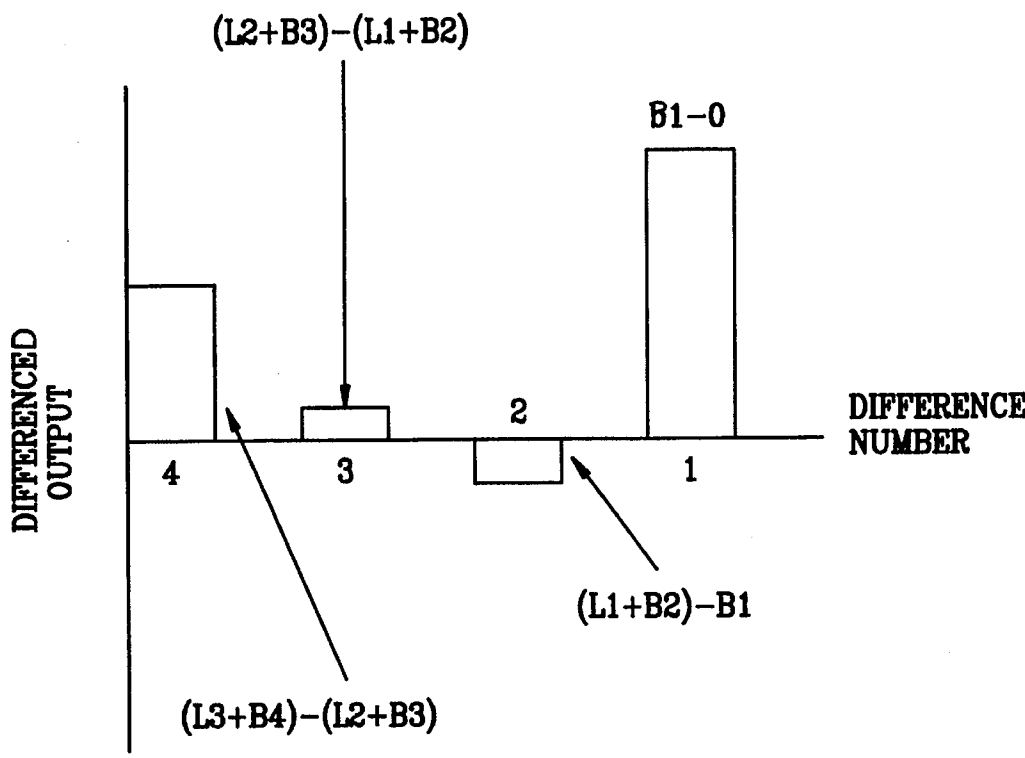 (L2+B3)-(L1+B2)
B1-0
DIFFERENCED
OUTPUT
2
DIFFERENCE
NUMBER
4
3
1
(L1+B2)-B1
(L3+B4)-(L2+B3)